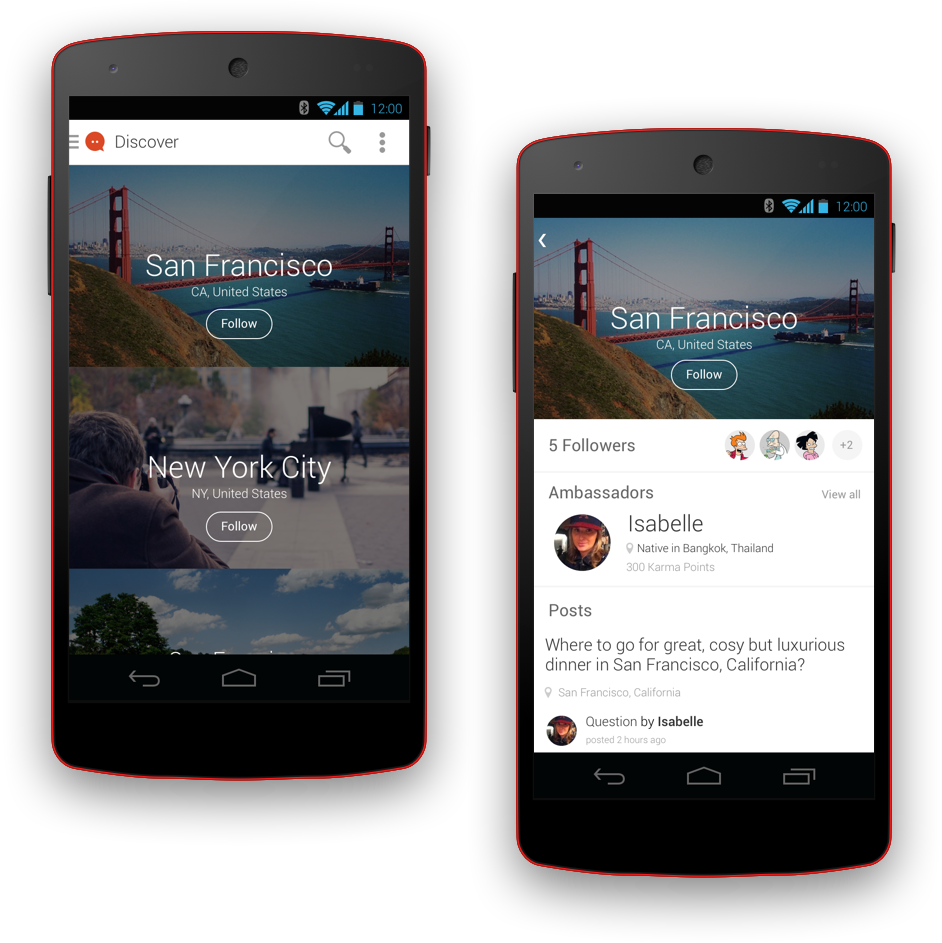 12:00
Discover
San Francisco
CA, United States
Follow
New York City
NY, United States
Follow
12:00
San Francisco
CA, United States
Follow
5 Followers
+2
Ambassadors
View all
Isabelle
Native in Bangkok, Thailand
300 Karma Points
Posts
Where to go for great, cosy but luxurious
dinner in San Francisco, California?
San Francisco, California
Question by Isabelle
posted 2 hours ago